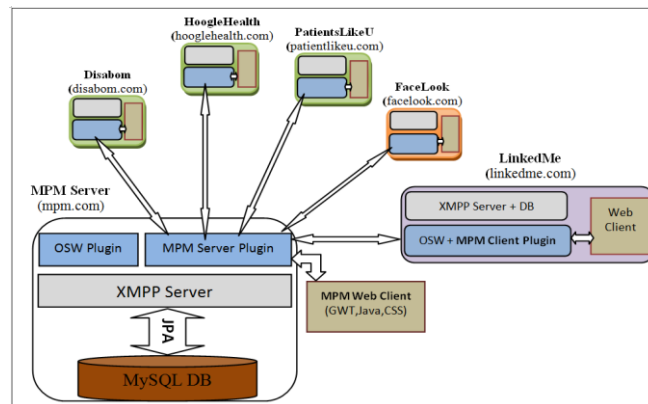 HoogleHealth
(hooglehealth.com)
PatientsLikeU
(patientlikeu.com)
Disabom
(disabom.com)
FaceLook
(facelook.com)
LinkedMe
(linkedme.com)
MPM Server
(mpm.com)
OSW Plugin
MPM Server Plugin
XMPP Server
JPA
MySQL DB
MPM Web Client
(GWT,Java,CSS)
XMPP Server + DB
OSW + MPM Client Plugin
Web
Client